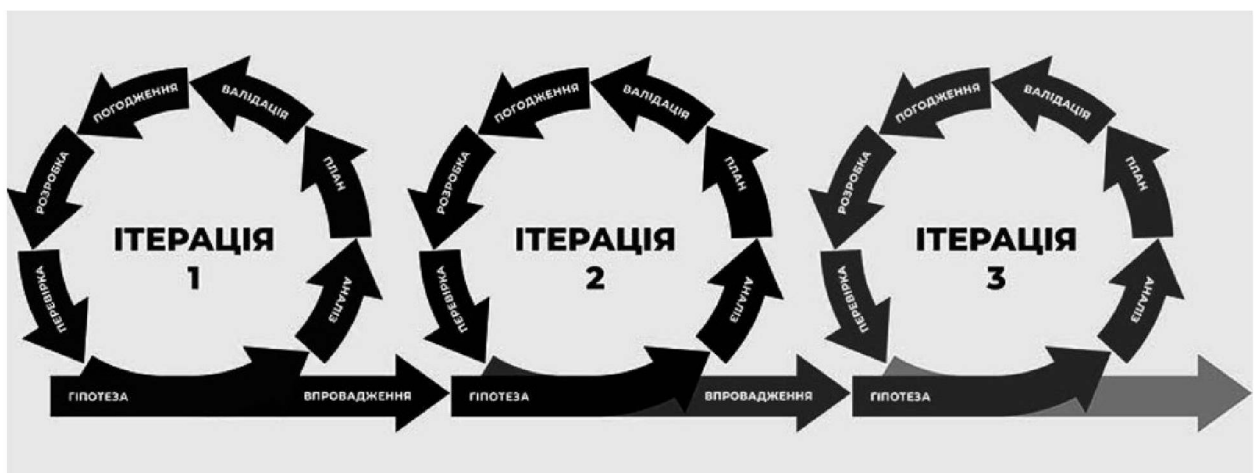 ПОГОДЖЕННЯ
ВАЛІДАЦІЯ
РОЗРОБКА
ПЛАН
ІТЕРАЦІЯ
1
ПЕРЕВІРКА
АНАЛІЗ
ГІПОТЕЗА
ВПРОВАДЖЕННЯ
ПОГОДЖЕННЯ
ВАЛІДАЦІЯ
РОЗРОБКА
ПЛАН
ІТЕРАЦІЯ
2
ПЕРЕВІРКА
АНАЛІЗ
ГІПОТЕЗА
ВПРОВАДЖЕННЯ
ПОГОДЖЕННЯ
ВАЛІДАЦІЯ
РОЗРОБКА
ПЛАН
ІТЕРАЦІЯ
3
ПЕРЕВІРКА
АНАЛІЗ
ГІПОТЕЗА